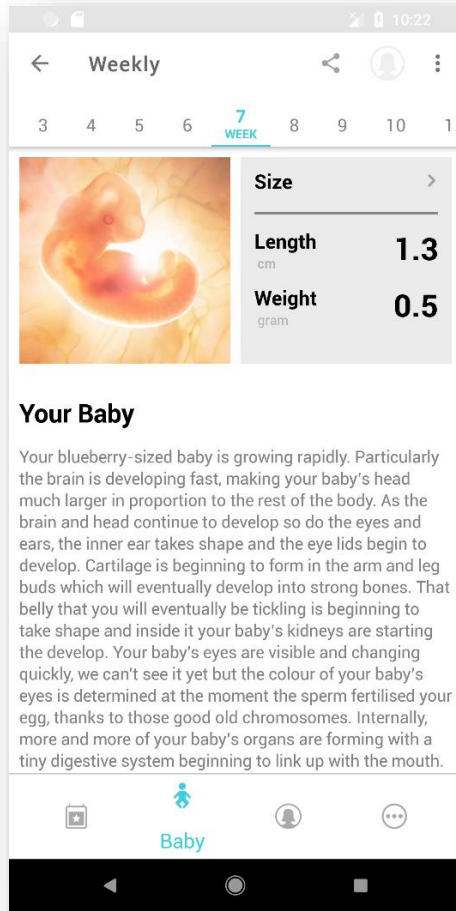 10:22
Weekly
3 4 5 6 7 8 9 10 1
WEEK
Size
Length 1.3
cm
Weight 0.5
gram
Your Baby
Your blueberry-sized baby is growing rapidly. Particularly
the brain is developing fast, making your baby's head
much larger in proportion to the rest of the body. As the
brain and head continue to develop so do the eyes and
ears, the inner ear takes shape and the eye lids begin to
develop. Cartilage is beginning to form in the arm and leg
buds which will eventually develop into strong bones. That
belly that you will eventually be tickling is beginning to
take shape and inside it your baby's kidneys are starting
the develop. Your baby's eyes are visible and changing
quickly, we can't see it yet but the colour of your baby's
eyes is determined at the moment the sperm fertilised your
egg, thanks to those good old chromosomes. Internally,
more and more of your baby's organs are forming with a
tiny digestive system beginning to link up with the mouth.
Baby